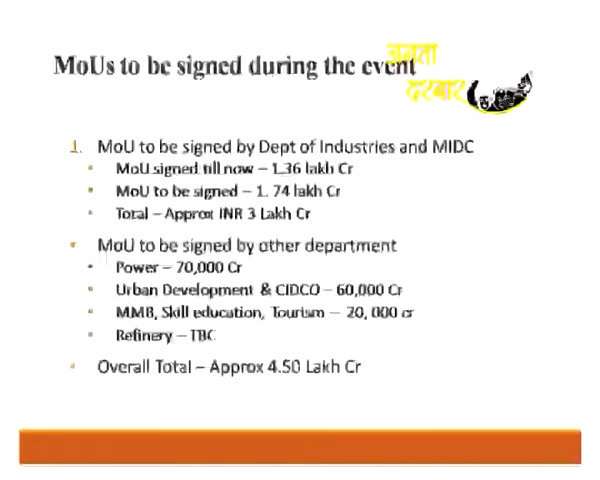 MoUs to be signed during the event
जनता
दरबार
1. MoU to be signed by Dept of Industries and MIDC
• MoU signed till now – 1.36 lakh Cr
• MoU to be signed – 1. 74 lakh Cr
• Total – Approx INR 3 Lakh Cr
• MoU to be signed by other department
• Power – 70,000 Cr
• Urban Development & CIDCO – 60,000 Cr
• MMB, Skill education, Tourism – 20, 000 cr
• Refinery – TBC
• Overall Total – Approx 4.50 Lakh Cr